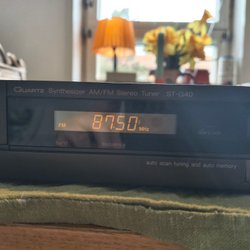 Quartz Synthesizer AM/FM Stereo Tuner ST-G40
FM 87.50 MHz
auto scan tuning and auto memory